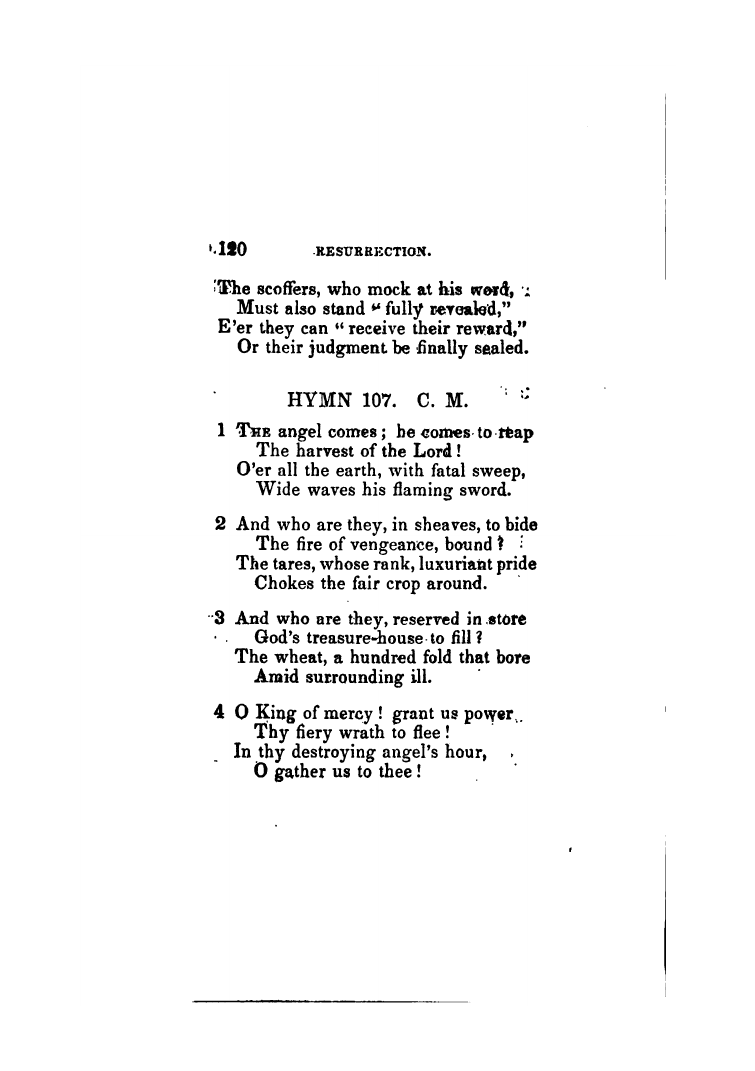 120 RESURRECTION.
The scoffers, who mock at his word,
Must also stand “ fully revealed,”
E'er they can “ receive their reward,”
Or their judgment be finally sealed.
HYMN 107. C. M.
1 THE angel comes ; he comes to reap
The harvest of the Lord !
O'er all the earth, with fatal sweep,
Wide waves his flaming sword.
2 And who are they, in sheaves, to bide
The fire of vengeance, bound ?
The tares, whose rank, luxuriant pride
Chokes the fair crop around.
3 And who are they, reserved in store
God's treasure-house to fill ?
The wheat, a hundred fold that bore
Amid surrounding ill.
4 O King of mercy ! grant us power
Thy fiery wrath to flee !
In thy destroying angel's hour,
O gather us to thee !